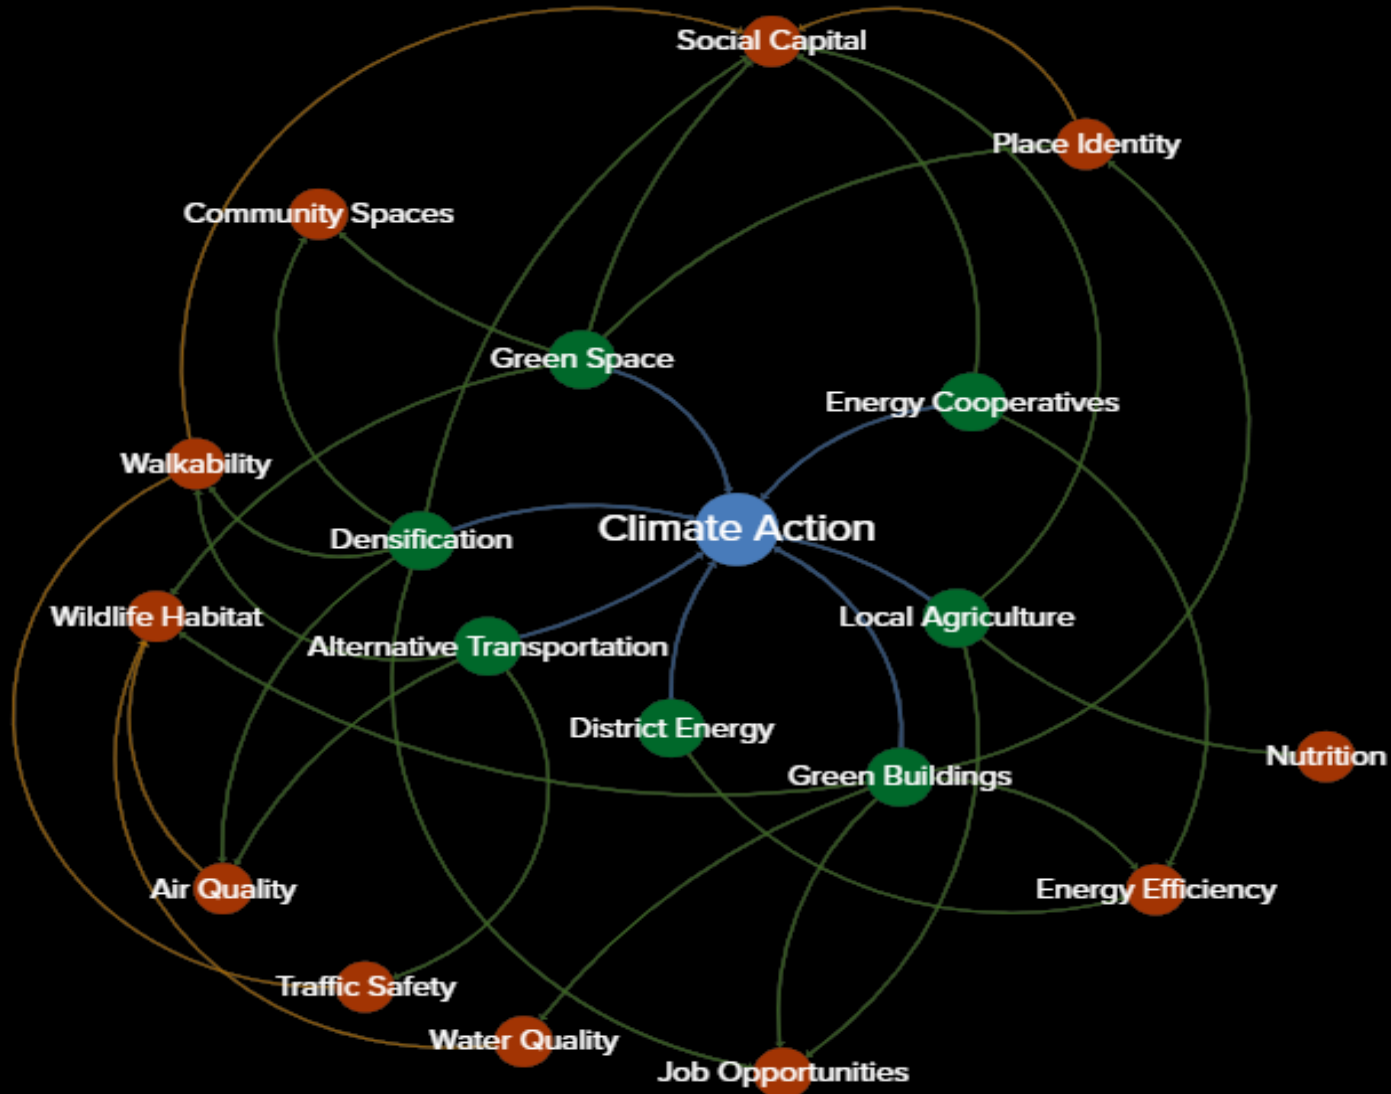 Social Capital
Place Identity
Community Spaces
Green Space
Energy Cooperatives
Walkability
Climate Action
Densification
Wildlife Habitat
Local Agriculture
Alternative Transportation
District Energy
Nutrition
Green Buildings
Air Quality
Energy Efficiency
Traffic Safety
Water Quality
Job Opportunities